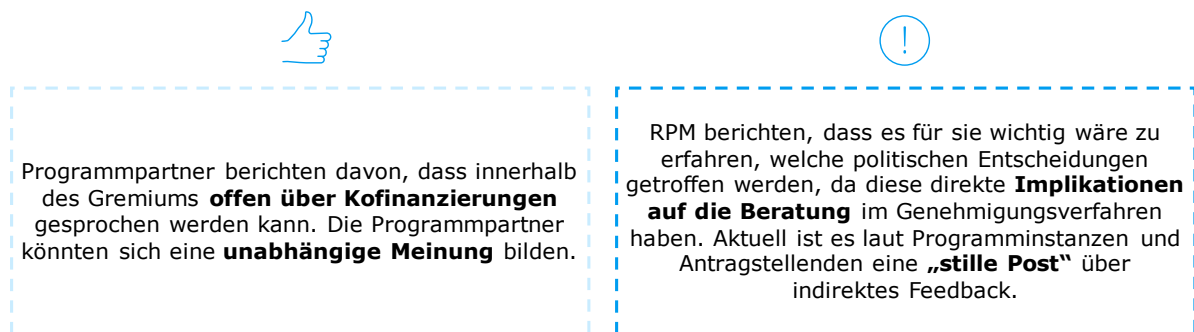 Programmpartner berichten davon, dass innerhalb
des Gremiums offen über Kofinanzierungen
gesprochen werden kann. Die Programmpartner
könnten sich eine unabhängige Meinung bilden.
RPM berichten, dass es für sie wichtig wäre zu
erfahren, welche politischen Entscheidungen
getroffen werden, da diese direkte Implikationen
auf die Beratung im Genehmigungsverfahren
haben. Aktuell ist es laut Programminstanzen und
Antragstellenden eine „stille Post“ über
indirektes Feedback.